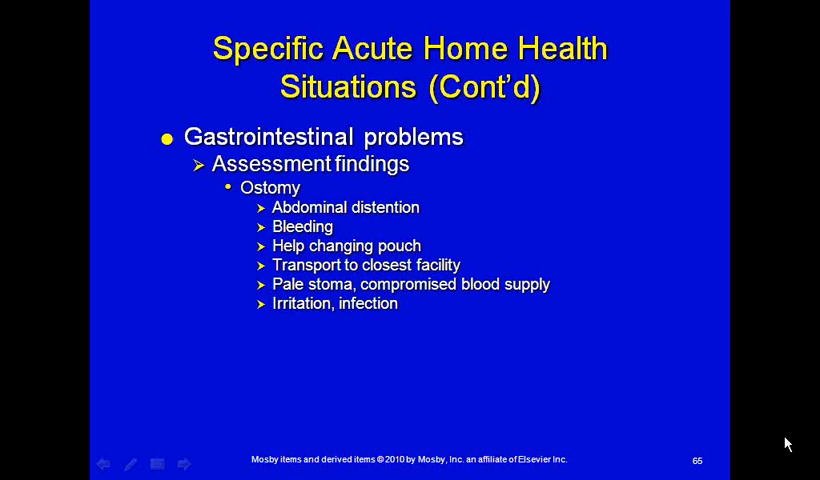 Specific Acute Home Health
Situations (Cont'd)
Gastrointestinal problems
Assessment findings
Ostomy
Abdominal distention
Bleeding
Help changing pouch
Transport to closest facility
Pale stoma, compromised blood supply
Irritation, infection
Mosby items and derived items © 2010 by Mosby, Inc. an affiliate of Elsevier Inc.
65